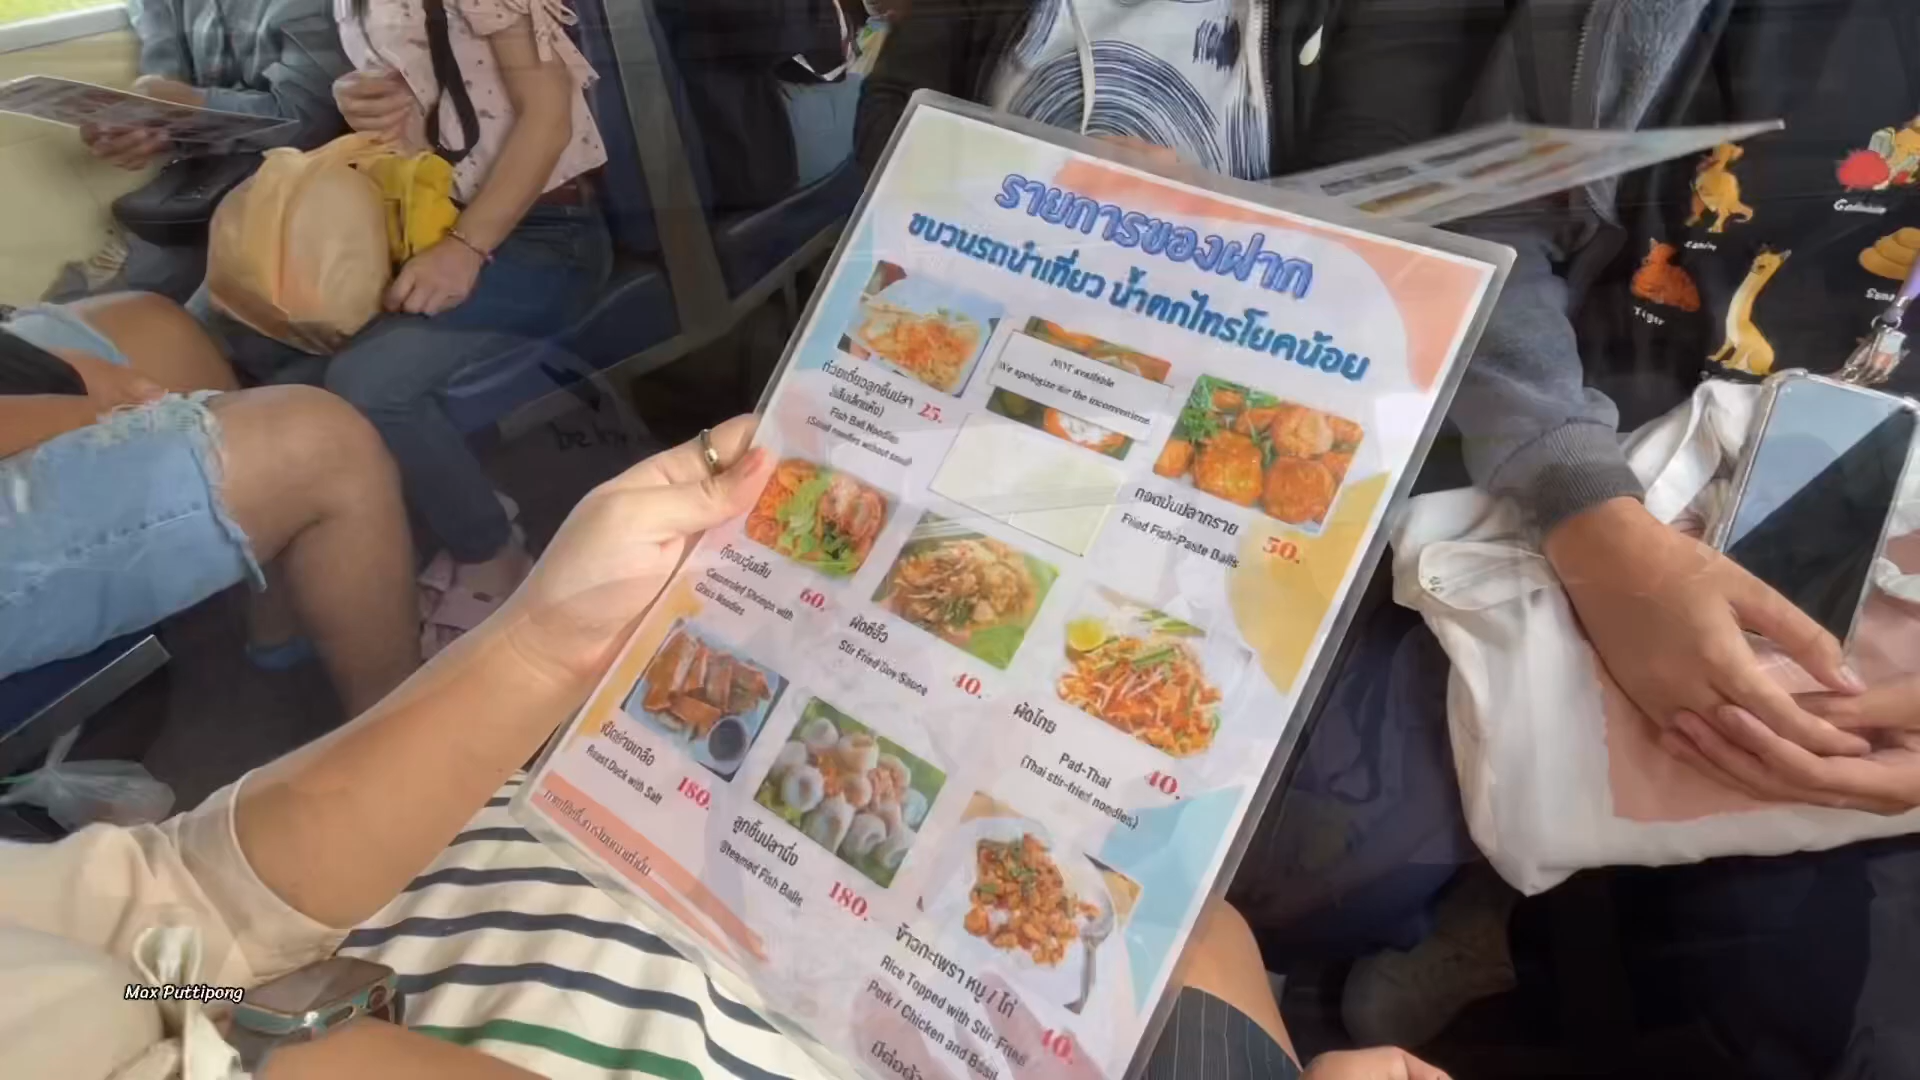 รายการของฝาก
ขบวนรถนำเที่ยว น้ำตกไทรโยคน้อย
ก๋วยเตี๋ยวลูกชิ้นปลา
25.
Fish Ball Noodles
NOT available
We apologize for the inconvenience.
ทอดมันปลากราย
Fried Fish-Paste Balls
50.
กุ้งอบวุ้นเส้น
Casseroled Shrimps with
Glass Noodles
60.
ผัดซีอิ๊ว
Stir Fried Soy Sauce
40.
ผัดไทย
Pad-Thai
(Thai stir-fried noodles)
40.
เป็ดย่างเกลือ
Roast Duck with Salt
180.
ลูกชิ้นปลานึ่ง
Steamed Fish Balls
180.
ข้าวกะเพรา หมู / ไก่
Rice Topped with Stir-Fried
Pork / Chicken and Basil
40.
Tiger
Max Puttipong